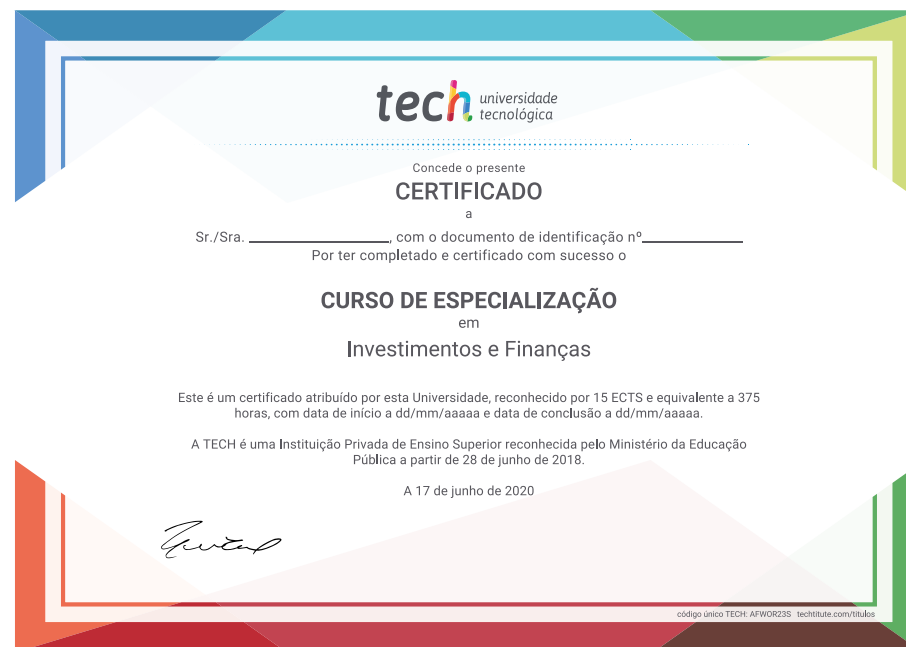 tech universidade
tecnológica
Concede o presente
CERTIFICADO
a
Sr./Sra. ____________, com o documento de identificação nº____________
Por ter completado e certificado com sucesso o
CURSO DE ESPECIALIZAÇÃO
em
Investimentos e Finanças
Este é um certificado atribuído por esta Universidade, reconhecido por 15 ECTS e equivalente a 375
horas, com data de início a dd/mm/aaaaa e data de conclusão a dd/mm/aaaaa.
A TECH é uma Instituição Privada de Ensino Superior reconhecida pelo Ministério da Educação
Pública a partir de 28 de junho de 2018.
A 17 de junho de 2020
código único TECH: AFWOR23S techtitute.com/titulos